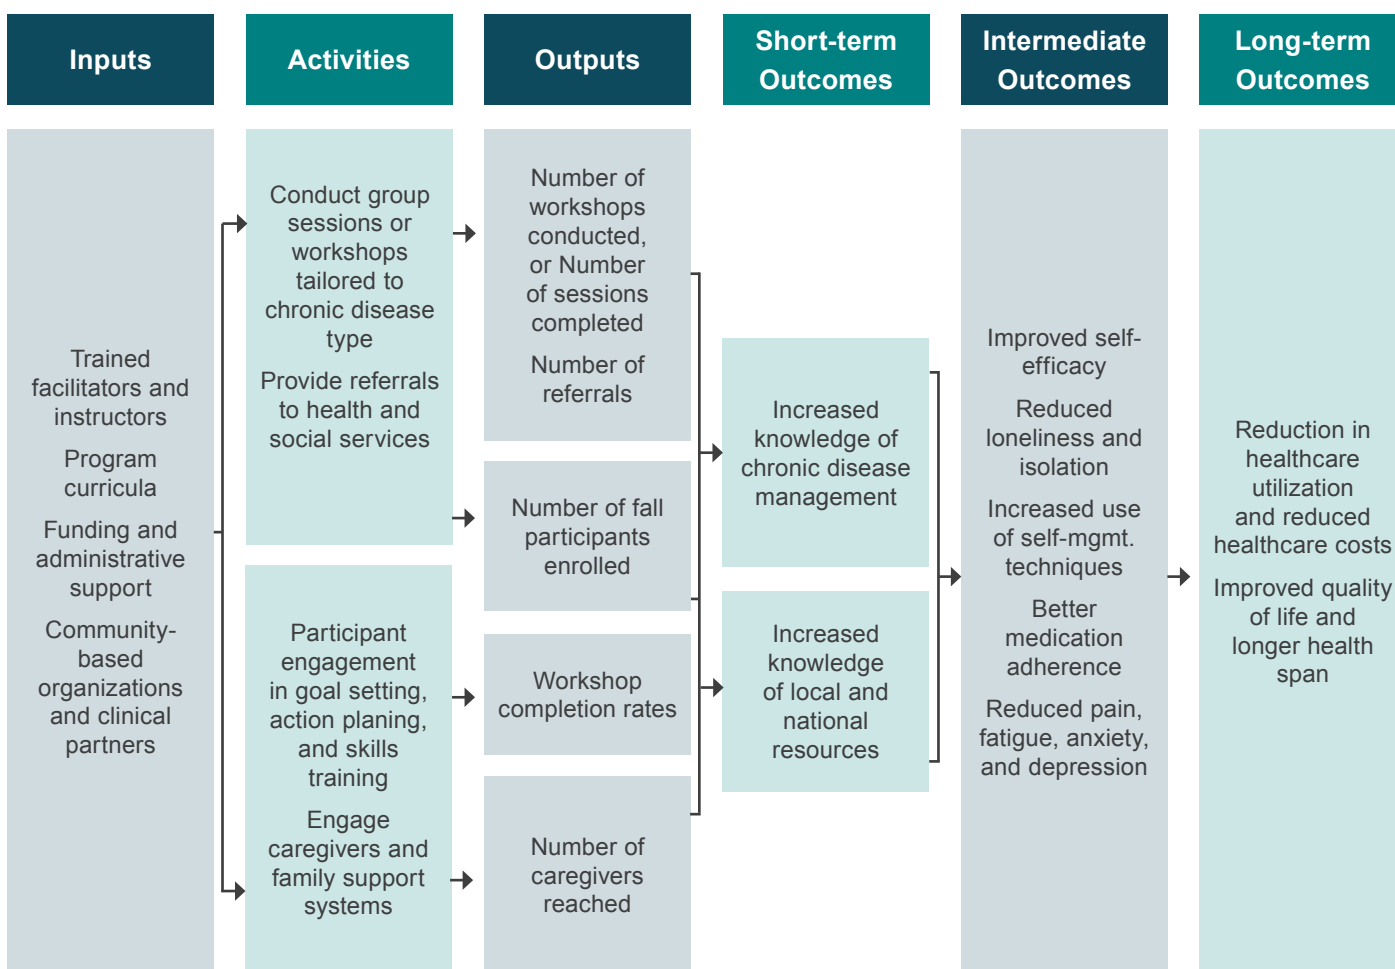 Inputs
Activities
Outputs
Short-term
Outcomes
Intermediate
Outcomes
Long-term
Outcomes
Trained
facilitators and
instructors
Program
curricula
Funding and
administrative
support
Community-
based
organizations
and clinical
partners
Conduct group
sessions or
workshops
tailored to
chronic disease
type
Provide referrals
to health and
social services
Participant
engagement
in goal setting,
action planing,
and skills
training
Engage
caregivers and
family support
systems
Number of
workshops
conducted,
or Number
of sessions
completed
Number of
referrals
Number of fall
participants
enrolled
Workshop
completion rates
Number of
caregivers
reached
Increased
knowledge of
chronic disease
management
Increased
knowledge
of local and
national
resources
Improved self-
efficacy
Reduced
loneliness and
isolation
Increased use
of self-mgmt.
techniques
Better
medication
adherence
Reduced pain,
fatigue, anxiety,
and depression
Reduction in
healthcare
utilization
and reduced
healthcare costs
Improved quality
of life and
longer health
span